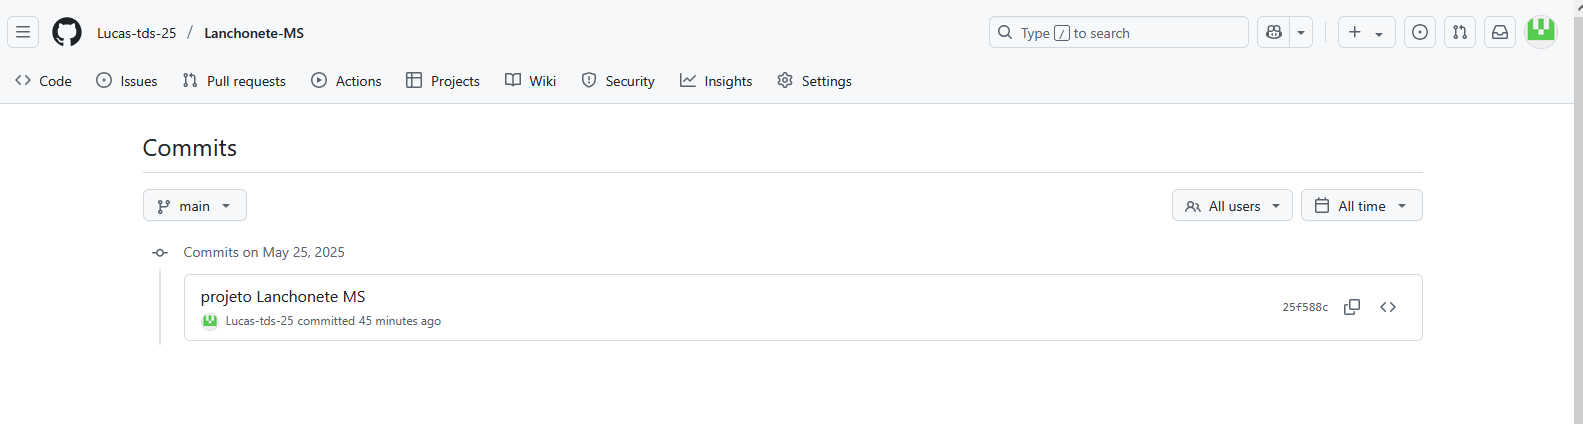 Lucas-tds-25 / Lanchonete-MS
Type / to search
Code Issues Pull requests Actions Projects Wiki Security Insights Settings
Commits
main All users All time
Commits on May 25, 2025
projeto Lanchonete MS
Lucas-tds-25 committed 45 minutes ago
25f588c